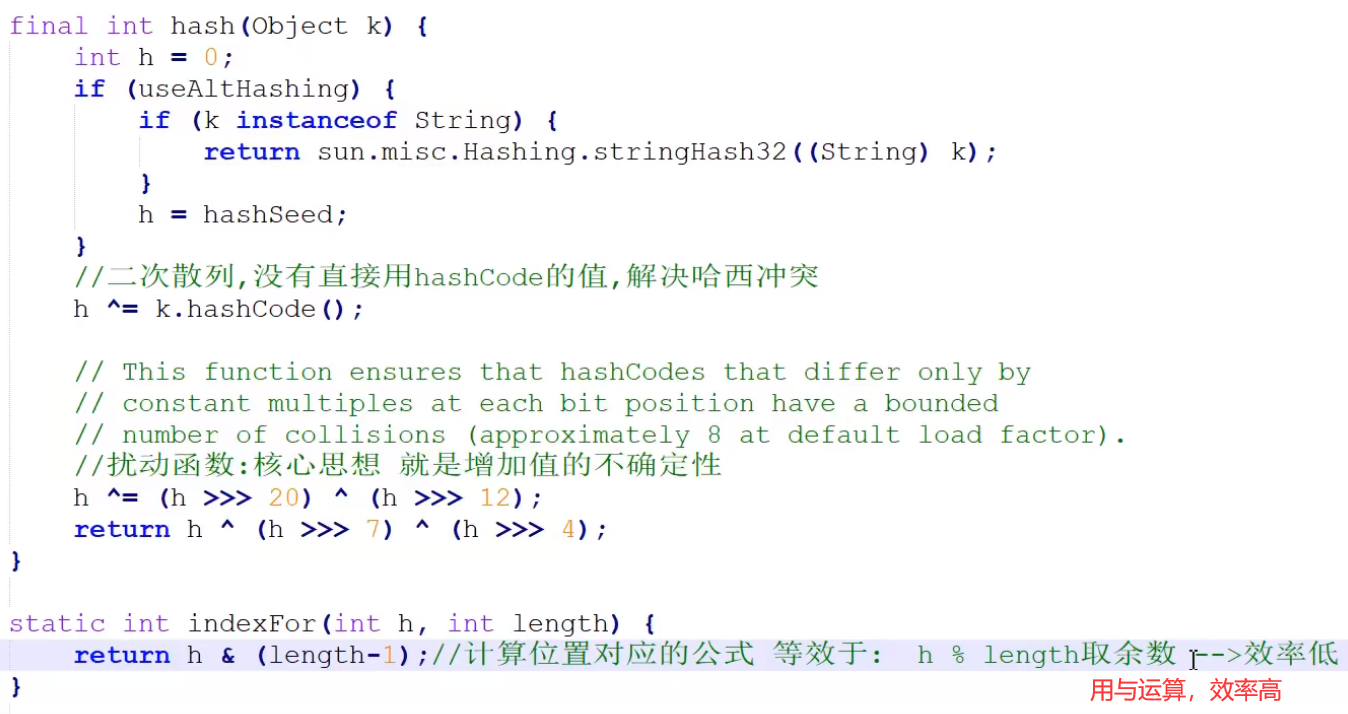 final int hash(Object k) {
int h = 0;
if (useAltHashing) {
if (k instanceof String) {
return sun.misc.Hashing.stringHash32((String) k);
}
h = hashSeed;
}
//二次散列,没有直接用hashCode的值,解决哈西冲突
h ^= k.hashCode();
// This function ensures that hashCodes that differ only by
// constant multiples at each bit position have a bounded
// number of collisions (approximately 8 at default load factor).
//扰动函数:核心思想 就是增加值的不确定性
h ^= (h >>> 20) ^ (h >>> 12);
return h ^ (h >>> 7) ^ (h >>> 4);
}
static int indexFor(int h, int length) {
return h & (length-1);//计算位置对应的公式 等效于: h % length取余数 --->效率低
}
用与运算，效率高